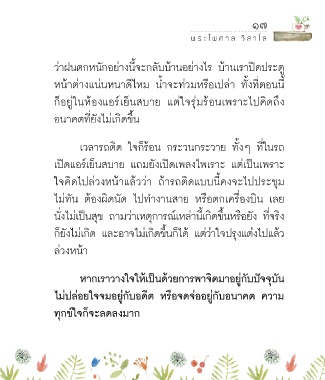 ๑๗
พระไพศาล วิสาโล
ว่าฝนตกหนักอย่างนี้จะกลับบ้านอย่างไร บ้านเราปิดประตู
หน้าต่างแน่นหนาดีไหม น้ำจะท่วมหรือเปล่า ทั้งที่ตอนนี้
ก็อยู่ในห้องแอร์เย็นสบาย แต่ใจรุ่มร้อนเพราะไปคิดถึง
อนาคตที่ยังไม่เกิดขึ้น
เวลารถติด ใจก็ร้อน กระวนกระวาย ทั้งๆ ที่ในรถ
เปิดแอร์เย็นสบาย แถมยังเปิดเพลงไพเราะ แต่เป็นเพราะ
ใจคิดไปล่วงหน้าแล้วว่า ถ้ารถติดแบบนี้คงจะไปประชุม
ไม่ทัน ต้องผิดนัด ไปทำงานสาย หรือตกเครื่องบิน เลย
นั่งไม่เป็นสุข ถามว่าเหตุการณ์เหล่านี้เกิดขึ้นหรือยัง ที่จริง
ก็ยังไม่เกิด และอาจไม่เกิดขึ้นก็ได้ แต่ว่าใจปรุงแต่งไปแล้ว
ล่วงหน้า
หากเราวางใจให้เป็นด้วยการพาจิตมาอยู่กับปัจจุบัน
ไม่ปล่อยใจจมอยู่กับอดีต หรือจดจ่ออยู่กับอนาคต ความ
ทุกข์ใจก็จะลดลงมาก